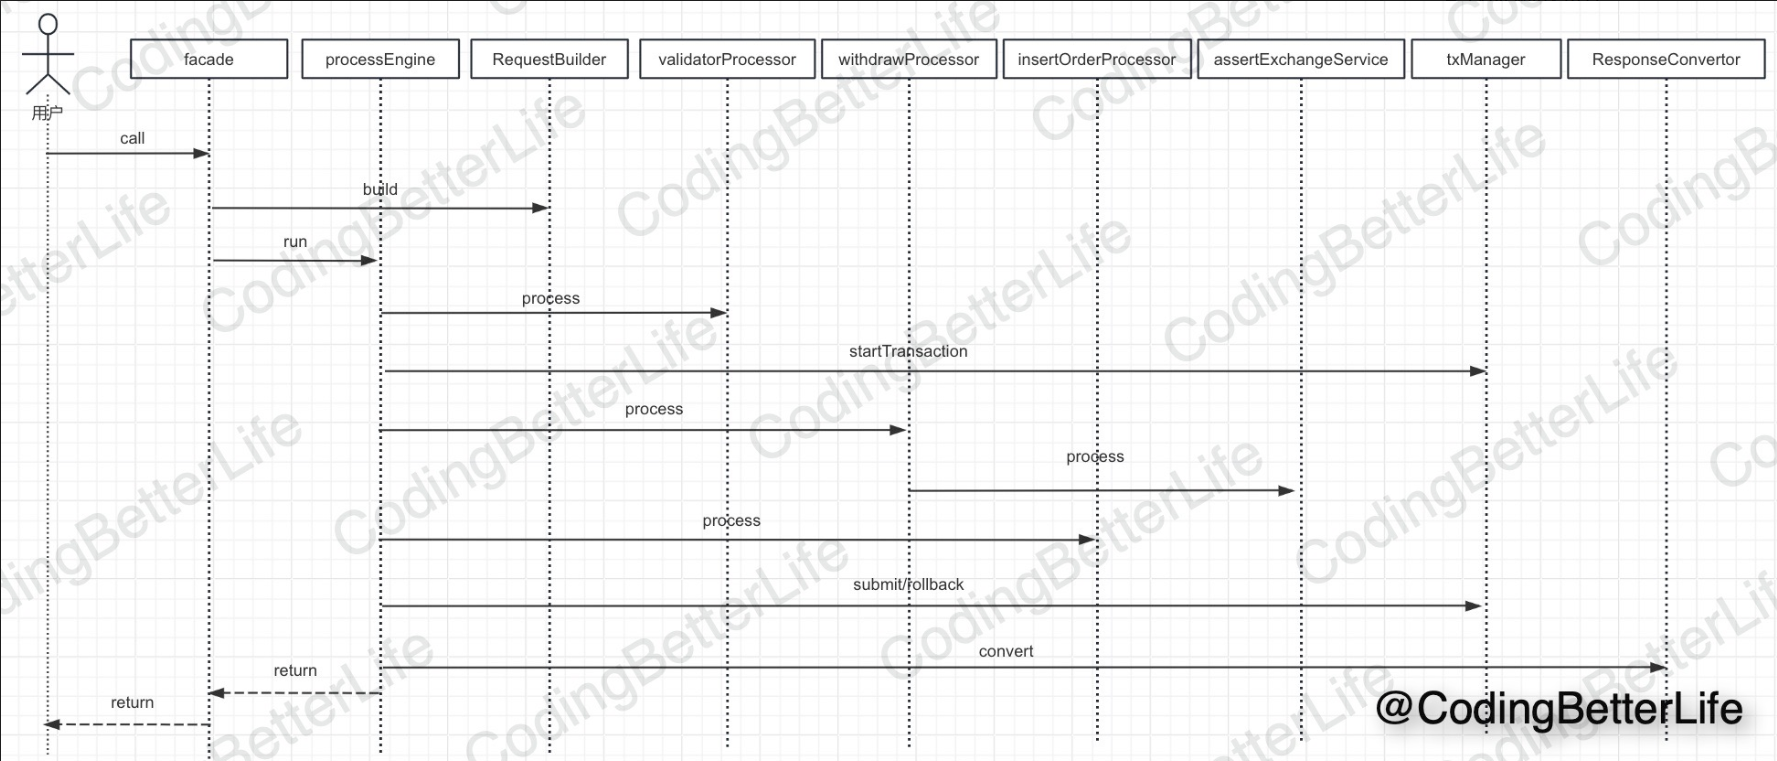 facade
processEngine
RequestBuilder
validatorProcessor
withdrawProcessor
insertOrderProcessor
assertExchangeService
txManager
ResponseConvertor
用户
call
build
run
process
startTransaction
process
process
process
submit/rollback
convert
return
return
@CodingBetterLife
CodingBetterLife